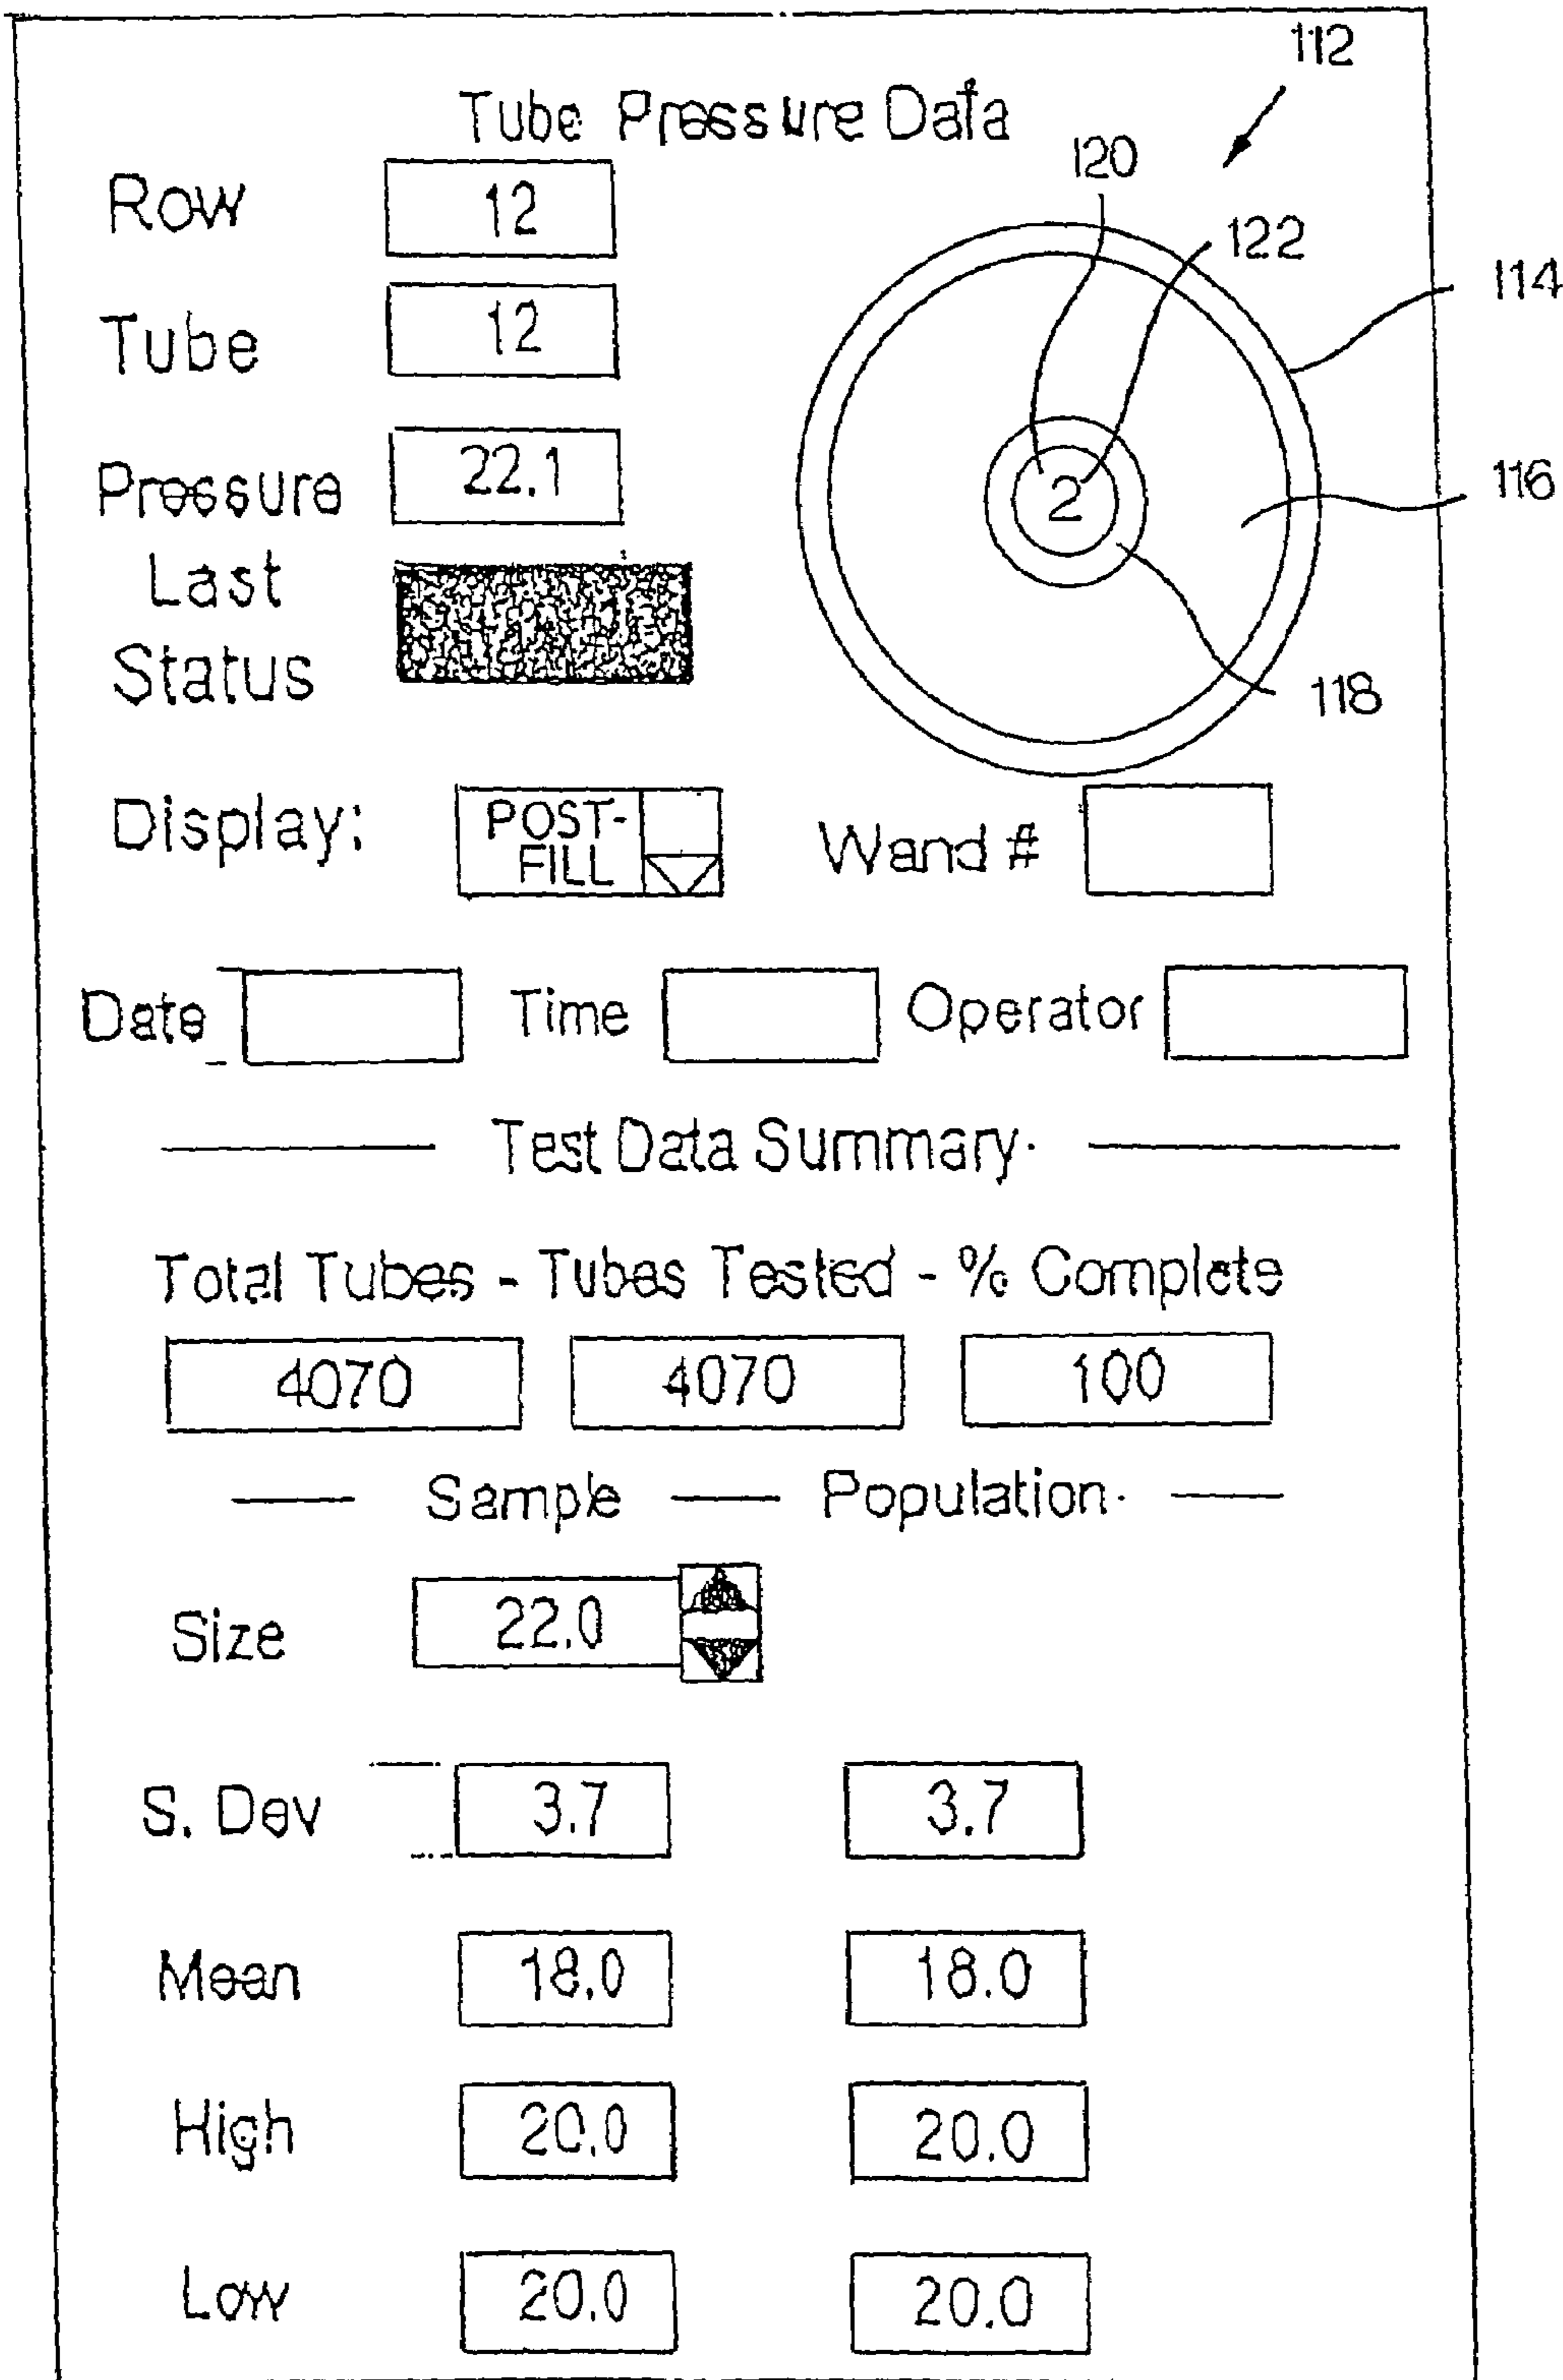 112
Tube Pressure Data
120
Row 12
122
114
Tube 12
Pressure 22.1
2
116
Last
Status
118
Display: POST-
FILL
Wand #
Date Time Operator
Test Data Summary
Total Tubes - Tubes Tested - % Complete
4070 4070 100
Sample Population
Size 22.0
S. Dev 3.7 3.7
Mean 18.0 18.0
High 20.0 20.0
Low 20.0 20.0